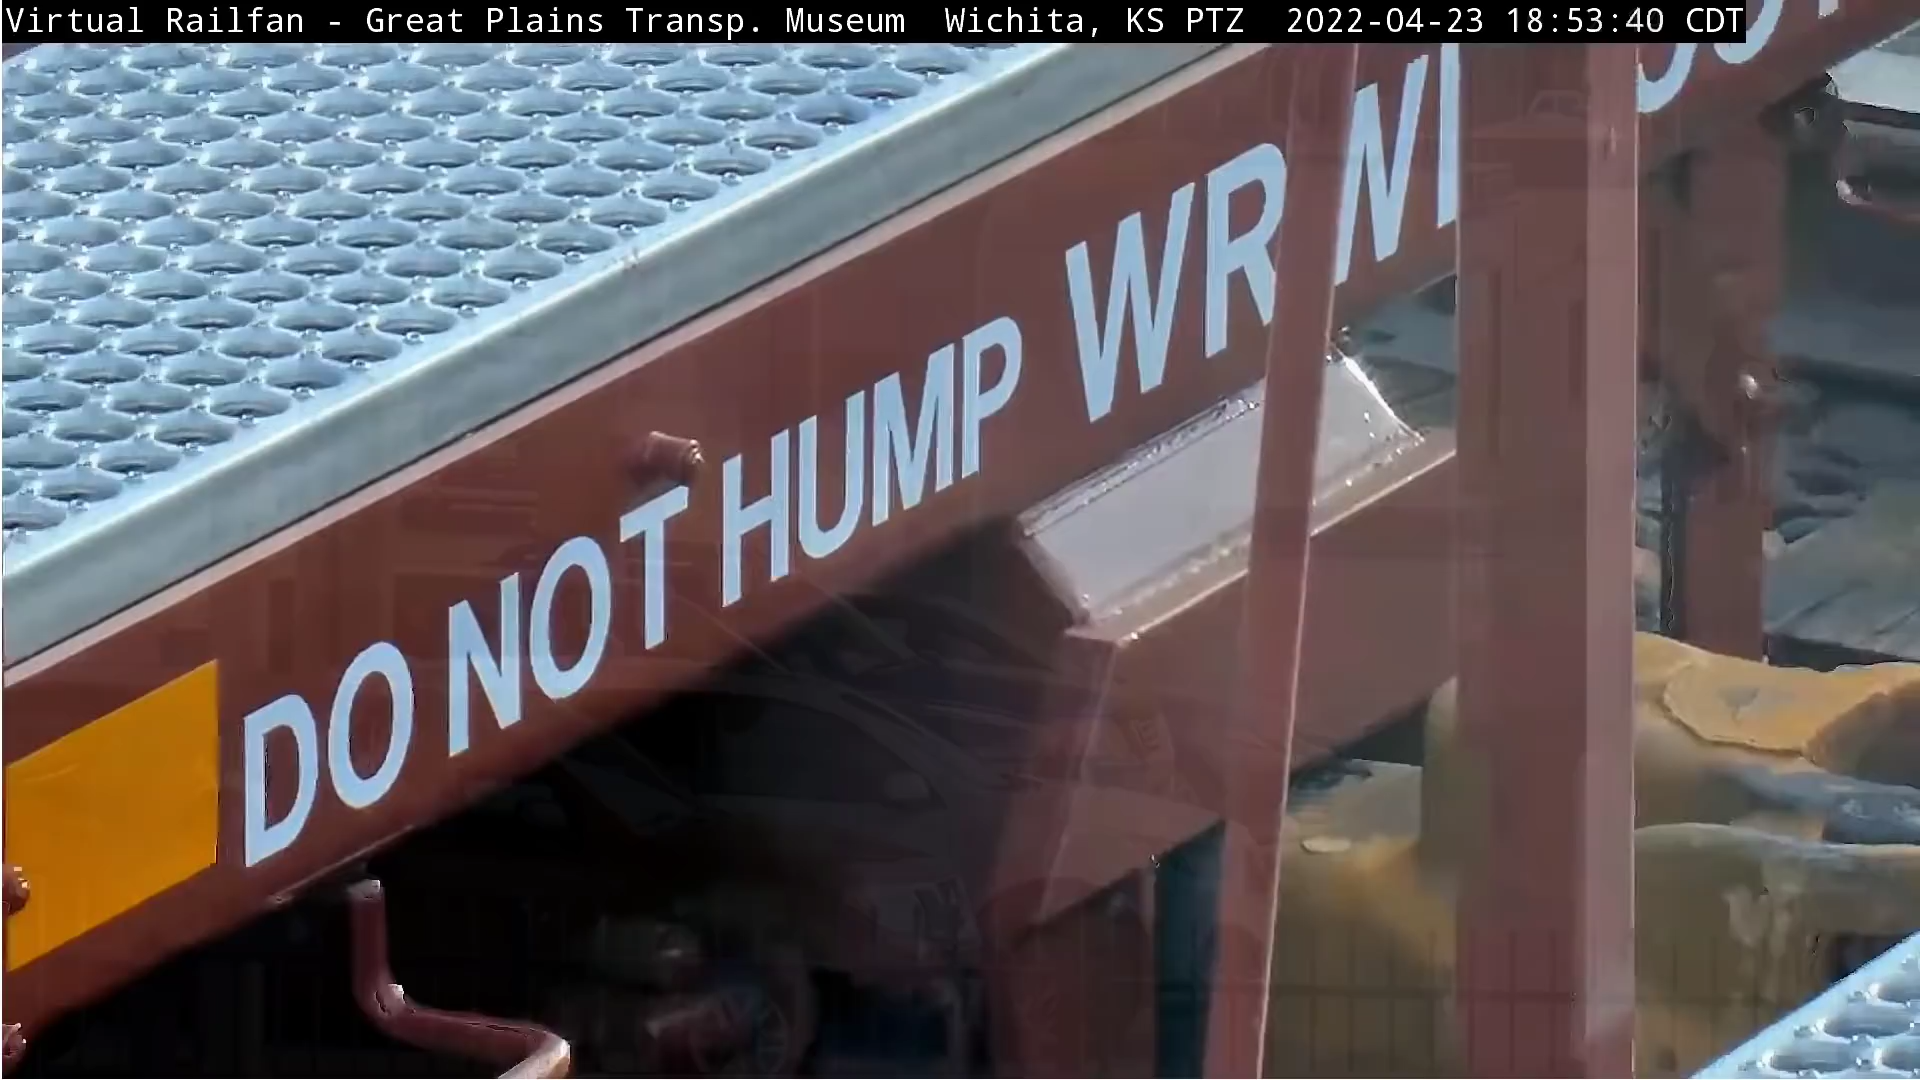 Virtual Railfan - Great Plains Transp. Museum  Wichita, KS PTZ  2022-04-23 18:53:40 CDT
DO NOT HUMP WR